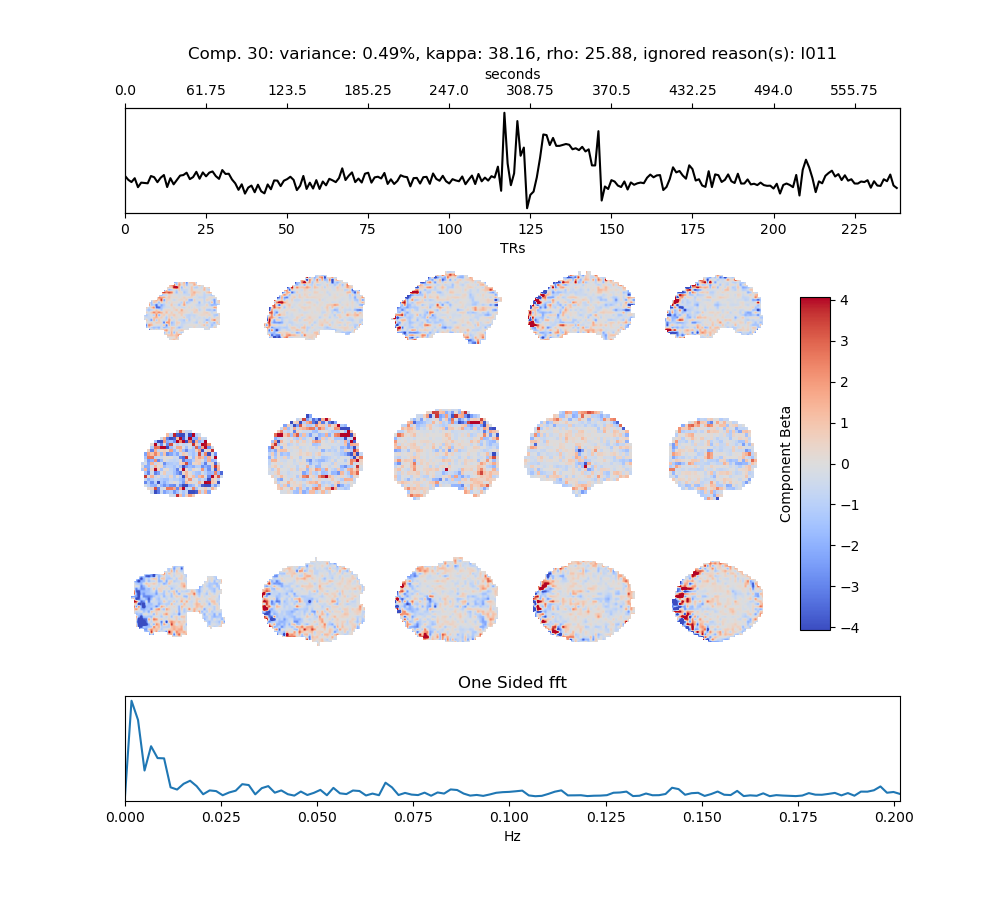 Comp. 30: variance: 0.49%, kappa: 38.16, rho: 25.88, ignored reason(s): I011
seconds
0.0 61.75 123.5 185.25 247.0 308.75 370.5 432.25 494.0 555.75
0 25 50 75 100 125 150 175 200 225
TRs
4
3
2
1
0
−1
−2
−3
−4
Component Beta
One Sided fft
0.000 0.025 0.050 0.075 0.100 0.125 0.150 0.175 0.200
Hz